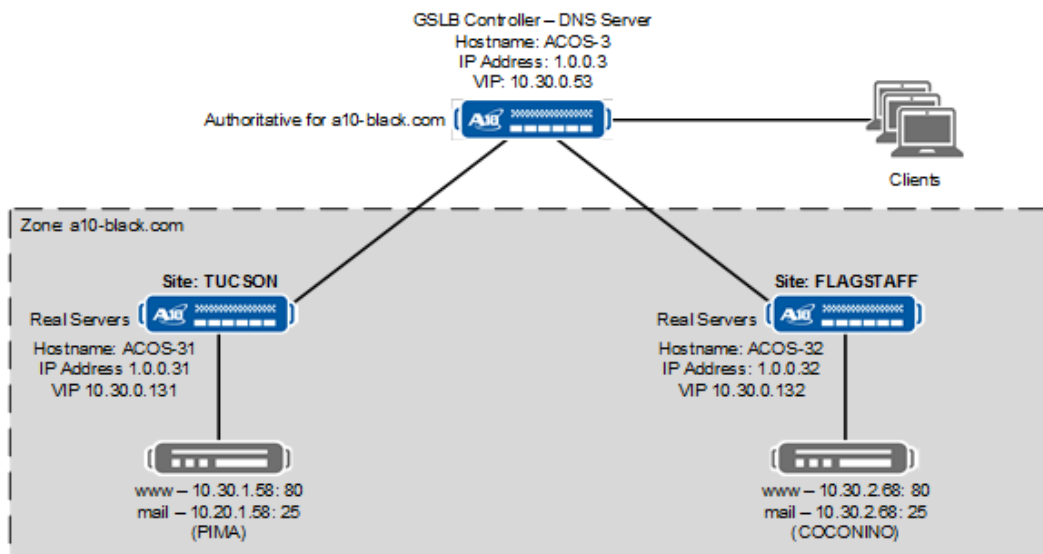 GSLB Controller – DNS Server
Hostname: ACOS-3
IP Address: 1.0.0.3
VIP: 10.30.0.53
Authoritative for a10-black.com
A10
Clients
Zone: a10-black.com
Site: TUCSON
A10
Real Servers
Hostname: ACOS-31
IP Address 1.0.0.31
VIP 10.30.0.131
www – 10.30.1.58: 80
mail – 10.20.1.58: 25
(PIMA)
Site: FLAGSTAFF
A10
Real Servers
Hostname: ACOS-32
IP Address: 1.0.0.32
VIP 10.30.0.132
www – 10.30.2.68: 80
mail – 10.30.2.68: 25
(COCONINO)